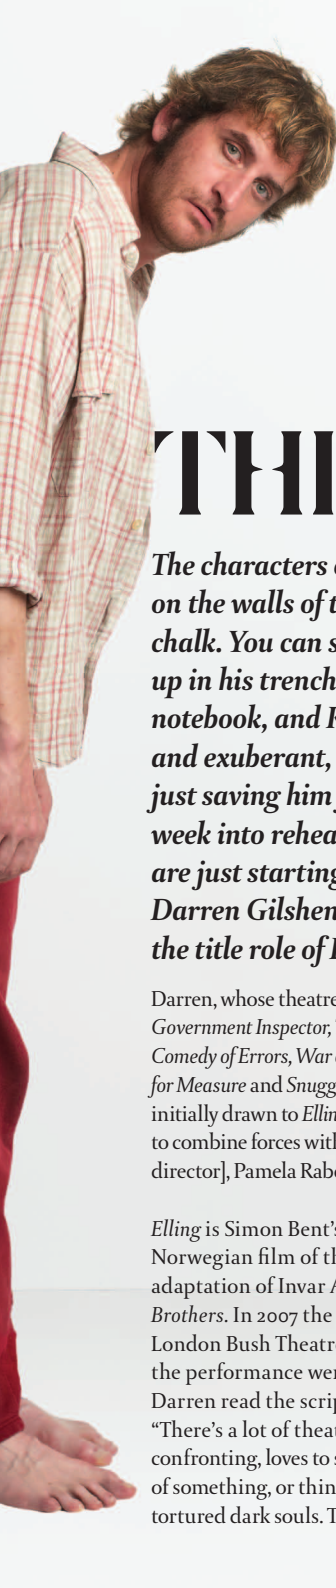 THI
The characters
on the walls of t
chalk. You can s
up in his trench
notebook, and
and exuberant,
just saving him
week into rehea
are just starting
Darren Gilshen
the title role of
Darren, whose theatre
Government Inspector,
Comedy of Errors, War
for Measure and Snugg
initially drawn to Ellin
to combine forces with
director], Pamela Rabe
Elling is Simon Bent’s
Norwegian film of th
adaptation of Invar A
Brothers. In 2007 the
London Bush Theatre
the performance wer
Darren read the scrip
“There’s a lot of theat
confronting, loves to s
of something, or thin
tortured dark souls. T